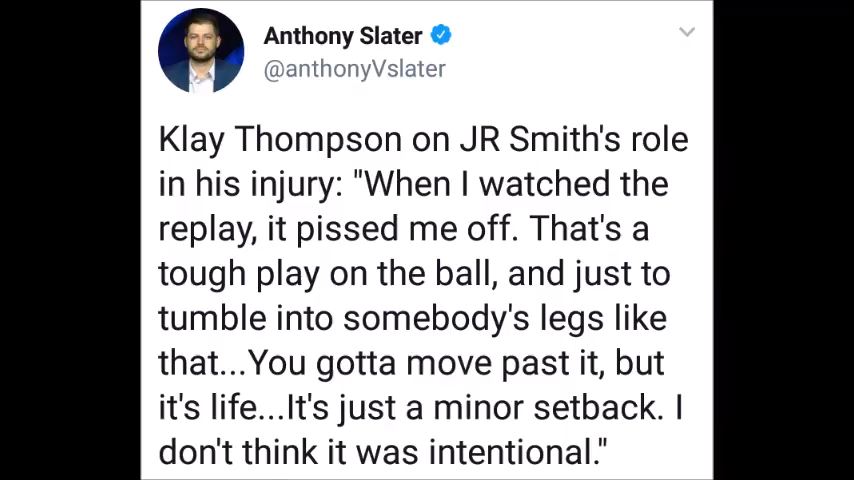 Anthony Slater
@anthonyVslater
Klay Thompson on JR Smith's role
in his injury: "When I watched the
replay, it pissed me off. That's a
tough play on the ball, and just to
tumble into somebody's legs like
that...You gotta move past it, but
it's life...It's just a minor setback. I
don't think it was intentional."